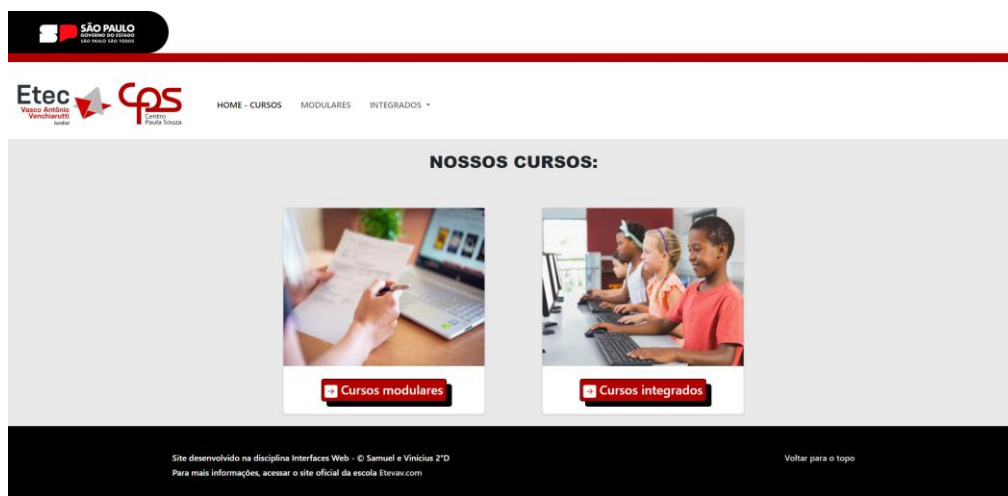 SÃO PAULO
GOVERNO DO ESTADO
SÃO PAULO SÃO TODOS
Etec
Vasco Antônio
Venchiarutti
Jundiaí
CPS
Centro
Paula Souza
HOME - CURSOS MODULARES INTEGRADOS
NOSSOS CURSOS:
Cursos modulares
Cursos integrados
Site desenvolvido na disciplina Interfaces Web - © Samuel e Vinicius 2°D
Para mais informações, acessar o site oficial da escola Etevav.com
Voltar para o topo